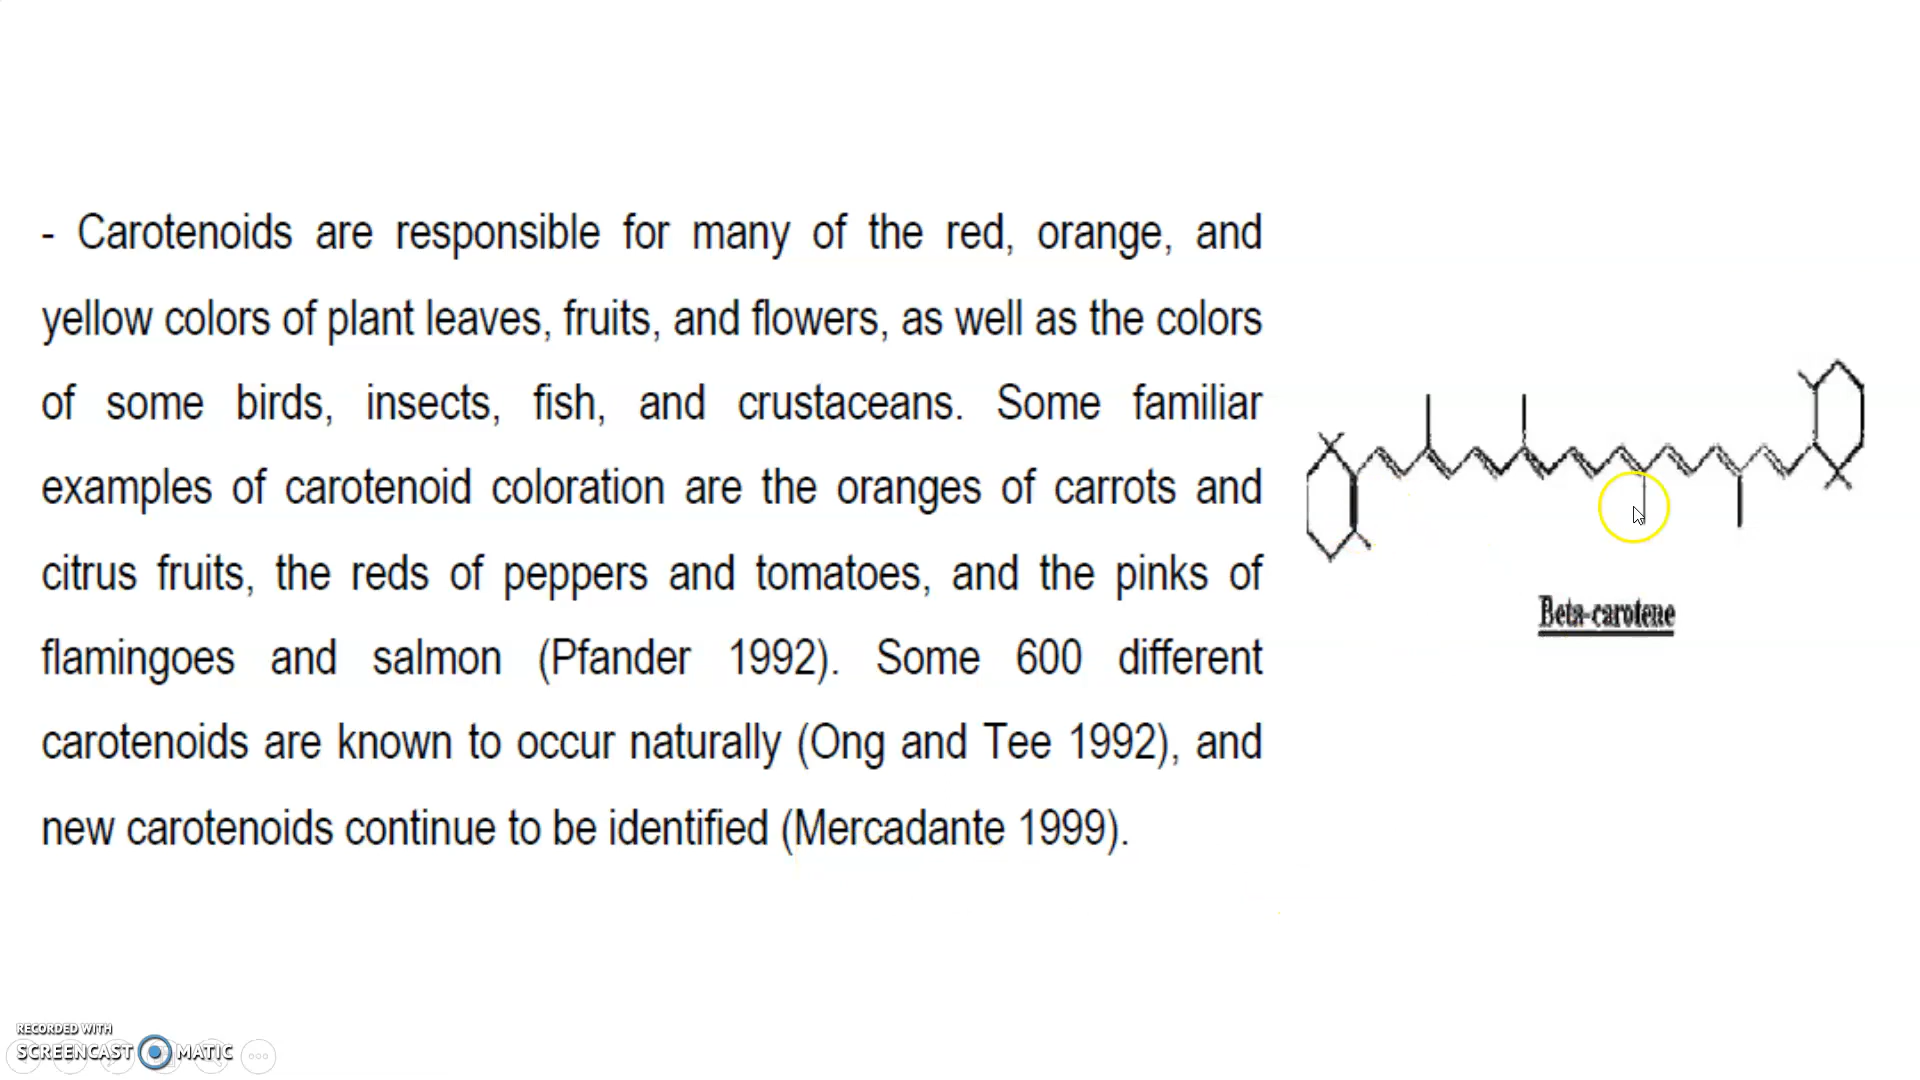 - Carotenoids are responsible for many of the red, orange, and
yellow colors of plant leaves, fruits, and flowers, as well as the colors
of some birds, insects, fish, and crustaceans. Some familiar
examples of carotenoid coloration are the oranges of carrots and
citrus fruits, the reds of peppers and tomatoes, and the pinks of
flamingoes and salmon (Pfander 1992). Some 600 different
carotenoids are known to occur naturally (Ong and Tee 1992), and
new carotenoids continue to be identified (Mercadante 1999).
Beta-carotene
RECORDED WITH
SCREENCAST MATIC